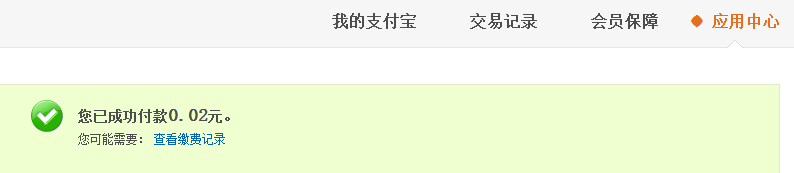 我的支付宝 交易记录 会员保障 应用中心
您已成功付款0.02元。
您可能需要： 查看缴费记录